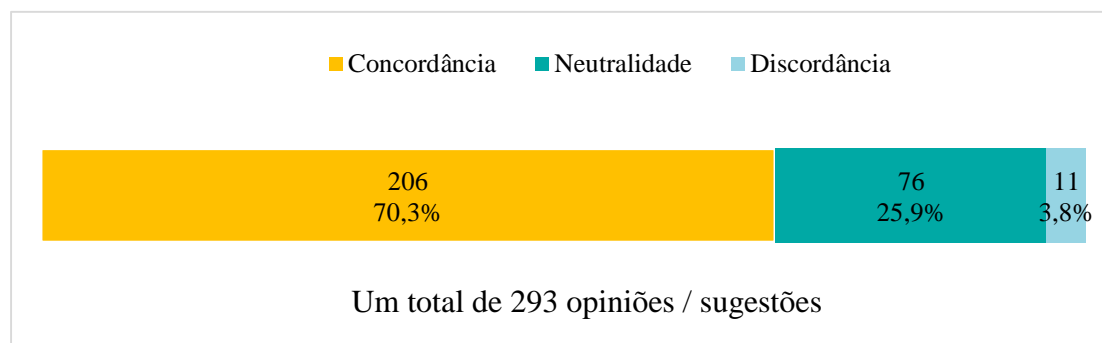 Concordância Neutralidade Discordância
206 76 11
70,3% 25,9% 3,8%
Um total de 293 opiniões / sugestões